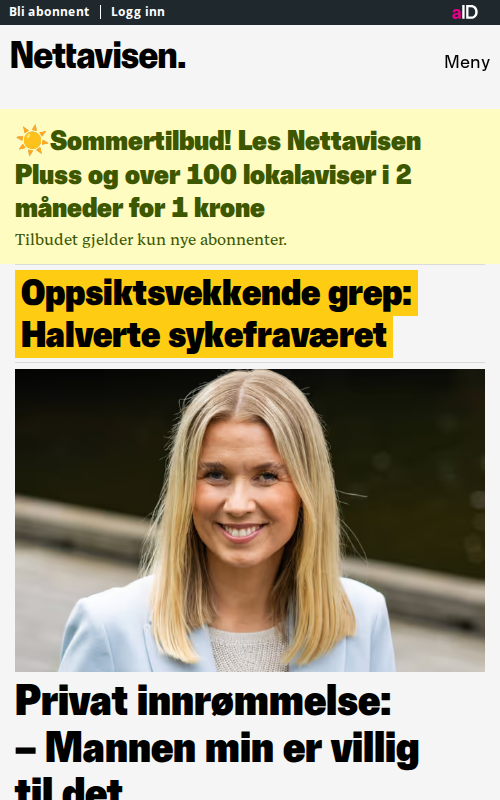 Bli abonnent | Logg inn
aID
Nettavisen.
Meny
☀️Sommertilbud! Les Nettavisen
Pluss og over 100 lokalaviser i 2
måneder for 1 krone
Tilbudet gjelder kun nye abonnenter.
Oppsiktsvekkende grep:
Halverte sykefraværet
Privat innrømmelse:
– Mannen min er villig
til det